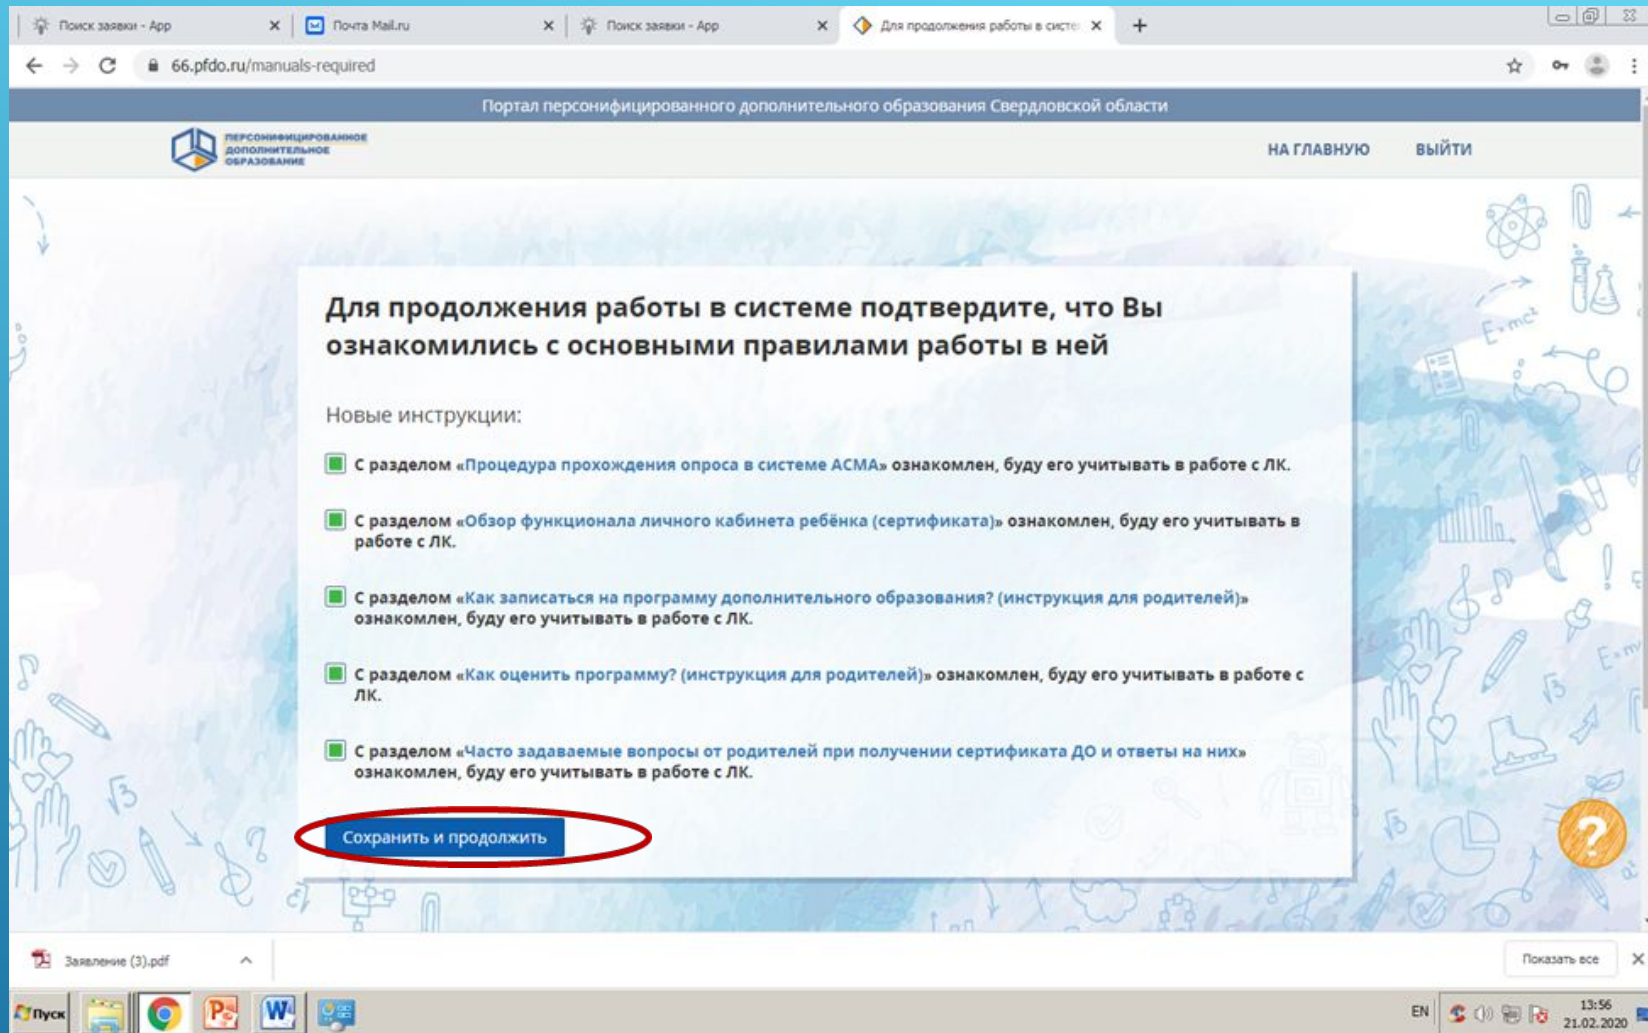 Поиск заявки - App
Почта Mail.ru
Поиск заявки - App
Для продолжения работы в систе
66.pfdo.ru/manuals-required
Портал персонифицированного дополнительного образования Свердловской области
ПЕРСОНИФИЦИРОВАННОЕ
ДОПОЛНИТЕЛЬНОЕ
ОБРАЗОВАНИЕ
НА ГЛАВНУЮ ВЫЙТИ
Для продолжения работы в системе подтвердите, что Вы
ознакомились с основными правилами работы в ней
Новые инструкции:
С разделом «Процедура прохождения опроса в системе АСМА» ознакомлен, буду его учитывать в работе с ЛК.
С разделом «Обзор функционала личного кабинета ребёнка (сертификата)» ознакомлен, буду его учитывать в
работе с ЛК.
С разделом «Как записаться на программу дополнительного образования? (инструкция для родителей)»
ознакомлен, буду его учитывать в работе с ЛК.
С разделом «Как оценить программу? (инструкция для родителей)» ознакомлен, буду его учитывать в работе с
ЛК.
С разделом «Часто задаваемые вопросы от родителей при получении сертификата ДО и ответы на них»
ознакомлен, буду его учитывать в работе с ЛК.
Сохранить и продолжить
E=mc²
?
Заявление (3).pdf
Показать все
Пуск
EN
13:56
21.02.2020